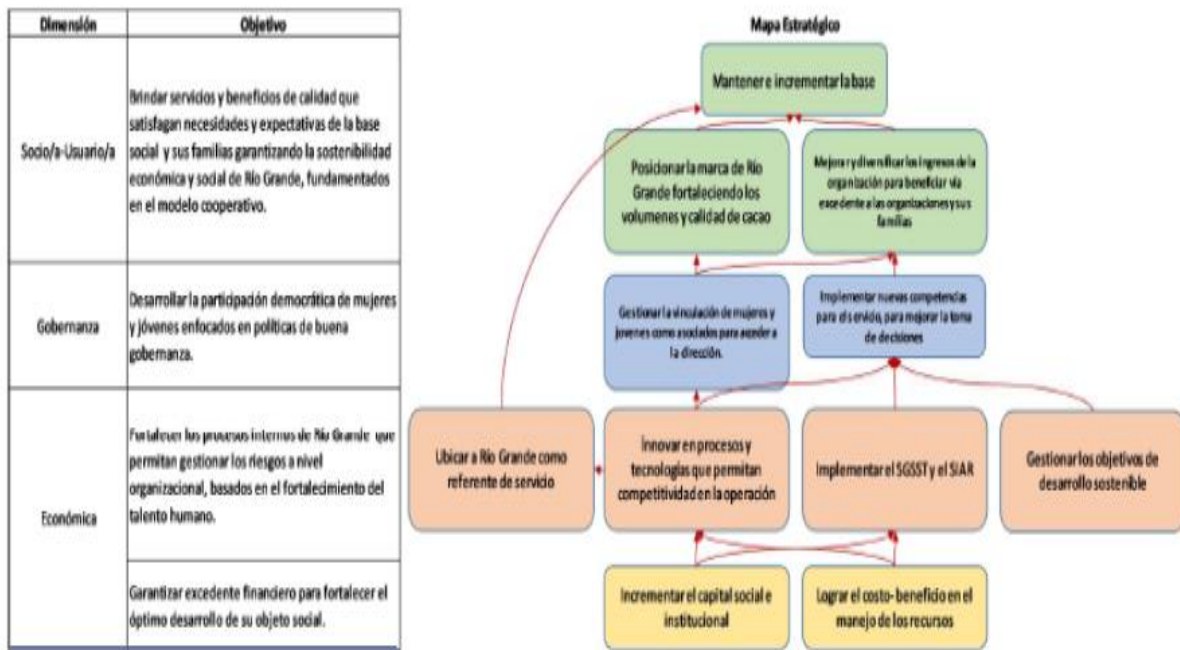 Dimensión
Objetivo
Socio/a-Usuario/a
Brindar servicios y beneficios de calidad que
satisfagan necesidades y expectativas de la base
social y sus familias garantizando la sostenibilidad
económica y social de Río Grande, fundamentados
en el modelo cooperativo.
Gobernanza
Desarrollar la participación democrática de mujeres
y jóvenes enfocados en políticas de buena
gobernanza.
Económica
Fortalecer los procesos internos de Río Grande que
permitan gestionar los riesgos a nivel
organizacional, basados en el fortalecimiento del
talento humano.
Garantizar excedente financiero para fortalecer el
óptimo desarrollo de su objeto social.
Mapa Estratégico
Mantener e incrementar la base
Posicionar la marca de Río
Grande fortaleciendo los
volumenes y calidad de cacao
Mejorar y diversificar los ingresos de la
organización para beneficiar vía
excedente a las organizaciones y sus
familias
Gestionar la vinculación de mujeres y
jovenes como asociados para acceder a
la dirección.
Implementar nuevas competencias
para el servicio, para mejorar la toma
de decisiones
Ubicar a Río Grande como
referente de servicio
Innovar en procesos y
tecnologías que permitan
competitividad en la operación
Implementar el SGSST y el SIAR
Gestionar los objetivos de
desarrollo sostenible
Incrementar el capital social e
institucional
Lograr el costo- beneficio en el
manejo de los recursos